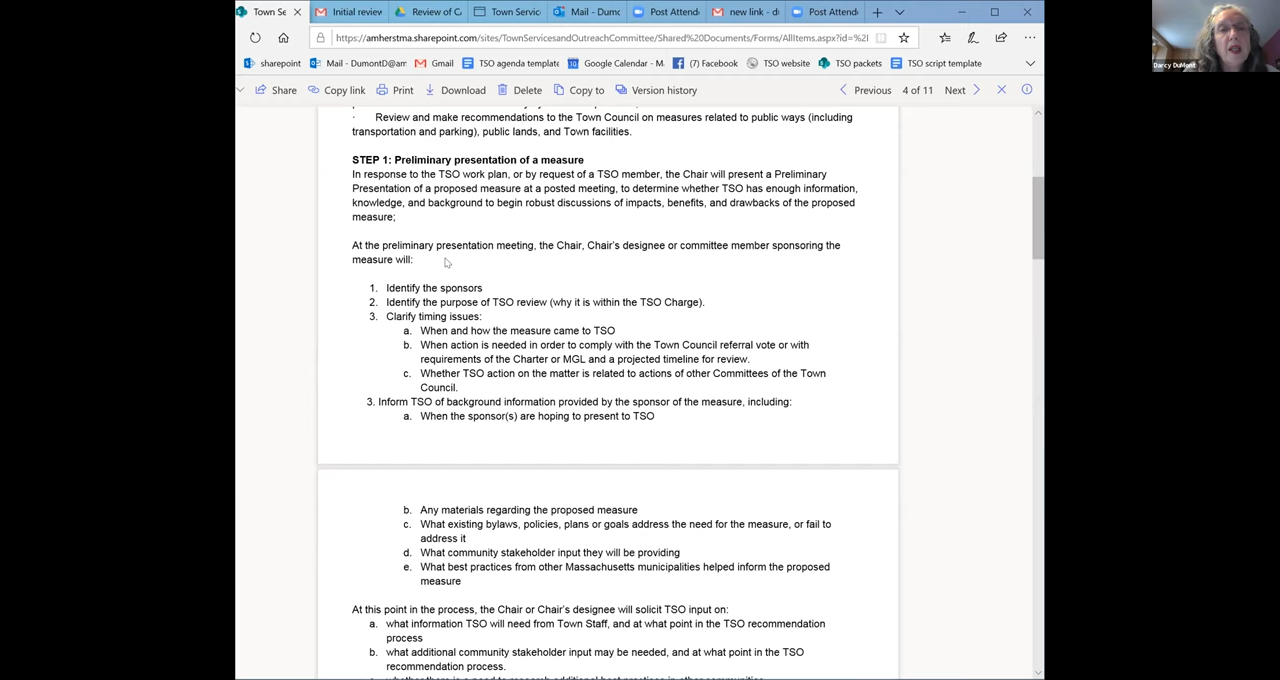 Town Se
Initial review
Review of C
Town Servic
Mail - Dumo
Post Attend
new link - d
Post Attend
https://amherstma.sharepoint.com/sites/TownServicesandOutreachCommittee/Shared%20Documents/Forms/AllItems.aspx?id=%2
sharepoint
Mail - DumontD@am
Gmail
TSO agenda template
Google Calendar - M
(7) Facebook
TSO website
TSO packets
TSO script template
Share
Copy link
Print
Download
Delete
Copy to
Version history
Previous
4 of 11
Next
Darcy DuMont
· Review and make recommendations to the Town Council on measures related to public ways (including
transportation and parking), public lands, and Town facilities.
STEP 1: Preliminary presentation of a measure
In response to the TSO work plan, or by request of a TSO member, the Chair will present a Preliminary
Presentation of a proposed measure at a posted meeting, to determine whether TSO has enough information,
knowledge, and background to begin robust discussions of impacts, benefits, and drawbacks of the proposed
measure;
At the preliminary presentation meeting, the Chair, Chair's designee or committee member sponsoring the
measure will:
1. Identify the sponsors
2. Identify the purpose of TSO review (why it is within the TSO Charge).
3. Clarify timing issues:
a. When and how the measure came to TSO
b. When action is needed in order to comply with the Town Council referral vote or with
requirements of the Charter or MGL and a projected timeline for review.
c. Whether TSO action on the matter is related to actions of other Committees of the Town
Council.
3. Inform TSO of background information provided by the sponsor of the measure, including:
a. When the sponsor(s) are hoping to present to TSO
b. Any materials regarding the proposed measure
c. What existing bylaws, policies, plans or goals address the need for the measure, or fail to
address it
d. What community stakeholder input they will be providing
e. What best practices from other Massachusetts municipalities helped inform the proposed
measure
At this point in the process, the Chair or Chair's designee will solicit TSO input on:
a. what information TSO will need from Town Staff, and at what point in the TSO recommendation
process
b. what additional community stakeholder input may be needed, and at what point in the TSO
recommendation process.